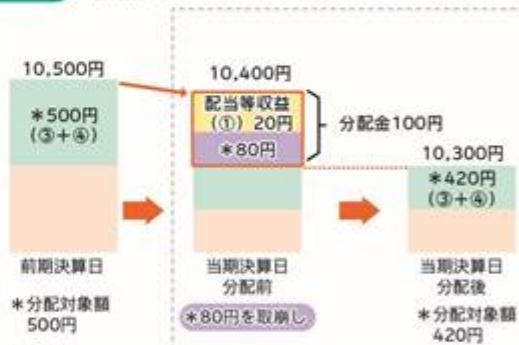 10,500円
*500円
(③+④)
前期決算日
*分配対象額
500円
10,400円
配当等収益
(①) 20円
*80円
分配金100円
当期決算日
分配前
*80円を取崩し
10,300円
*420円
(③+④)
当期決算日
分配後
*分配対象額
420円